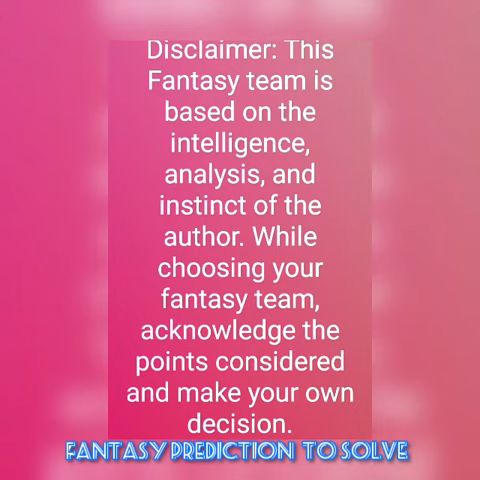 Disclaimer: This
Fantasy team is
based on the
intelligence,
analysis, and
instinct of the
author. While
choosing your
fantasy team,
acknowledge the
points considered
and make your own
decision.
FANTASY PREDICTION TO SOLVE